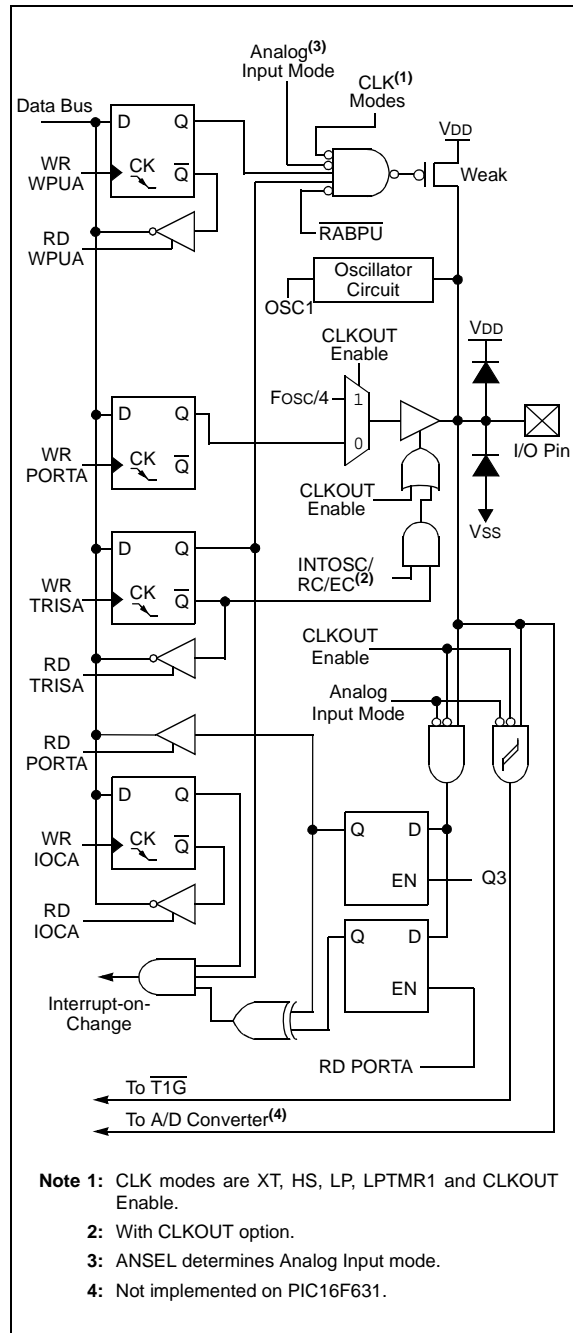 Analog(3)
Input Mode
CLK(1)
Modes
Data Bus
D
Q
VDD
WR
WPUA
CK
Q
Weak
RD
WPUA
RABPU
Oscillator
Circuit
OSC1
CLKOUT
Enable
VDD
FOSC/4
1
D
Q
0
I/O Pin
WR
PORTA
CK
Q
CLKOUT
Enable
VSS
D
Q
INTOSC/
RC/EC(2)
WR
TRISA
CK
Q
CLKOUT
Enable
RD
TRISA
Analog
Input Mode
RD
PORTA
D
Q
Q
D
WR
IOCA
CK
Q
EN
Q3
RD
IOCA
Q
D
Interrupt-on-
Change
EN
RD PORTA
To T1G
To A/D Converter(4)
Note 1: CLK modes are XT, HS, LP, LPTMR1 and CLKOUT
Enable.
2: With CLKOUT option.
3: ANSEL determines Analog Input mode.
4: Not implemented on PIC16F631.